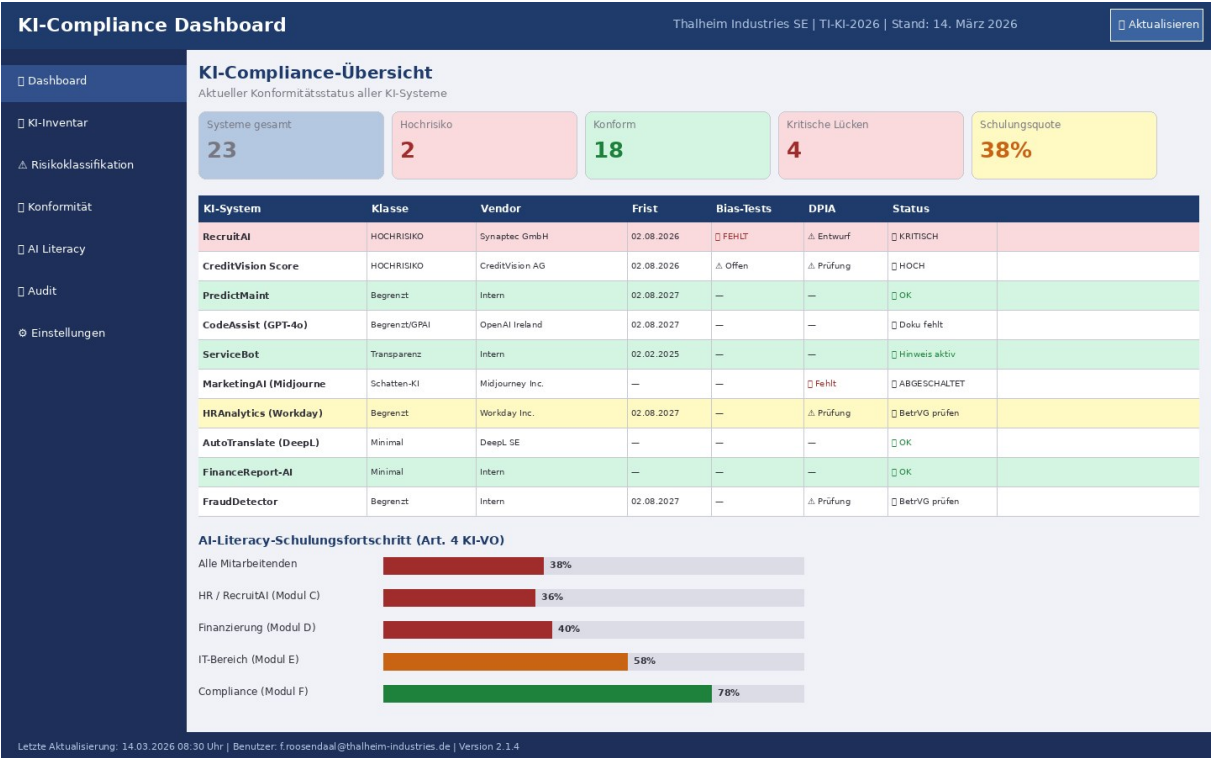 KI-Compliance Dashboard
Thalheim Industries SE | TI-KI-2026 | Stand: 14. März 2026
Aktualisieren
Dashboard
KI-Inventar
⚠ Risikoklassifikation
Konformität
AI Literacy
Audit
⚙ Einstellungen
KI-Compliance-Übersicht
Aktueller Konformitätsstatus aller KI-Systeme
Systeme gesamt
23
Hochrisiko
2
Konform
18
Kritische Lücken
4
Schulungsquote
38%
KI-System Klasse Vendor Frist Bias-Tests DPIA Status
RecruitAI HOCHRISIKO Synaptec GmbH 02.08.2026 FEHLT ⚠ Entwurf KRITISCH
CreditVision Score HOCHRISIKO CreditVision AG 02.08.2026 ⚠ Offen ⚠ Prüfung HOCH
PredictMaint Begrenzt Intern 02.08.2027 — — OK
CodeAssist (GPT-4o) Begrenzt/GPAI OpenAI Ireland 02.08.2027 — — Doku fehlt
ServiceBot Transparenz Intern 02.02.2025 — — Hinweis aktiv
MarketingAI (Midjourne Schatten-KI Midjourney Inc. — — Fehlt ABGESCHALTET
HRAnalytics (Workday) Begrenzt Workday Inc. 02.08.2027 — ⚠ Prüfung BetrVG prüfen
AutoTranslate (DeepL) Minimal DeepL SE — — — OK
FinanceReport-AI Minimal Intern — — — OK
FraudDetector Begrenzt Intern 02.08.2027 — ⚠ Prüfung BetrVG prüfen
AI-Literacy-Schulungsfortschritt (Art. 4 KI-VO)
Alle Mitarbeitenden 38%
HR / RecruitAI (Modul C) 36%
Finanzierung (Modul D) 40%
IT-Bereich (Modul E) 58%
Compliance (Modul F) 78%
Letzte Aktualisierung: 14.03.2026 08:30 Uhr | Benutzer: f.roosendaal@thalheim-industries.de | Version 2.1.4